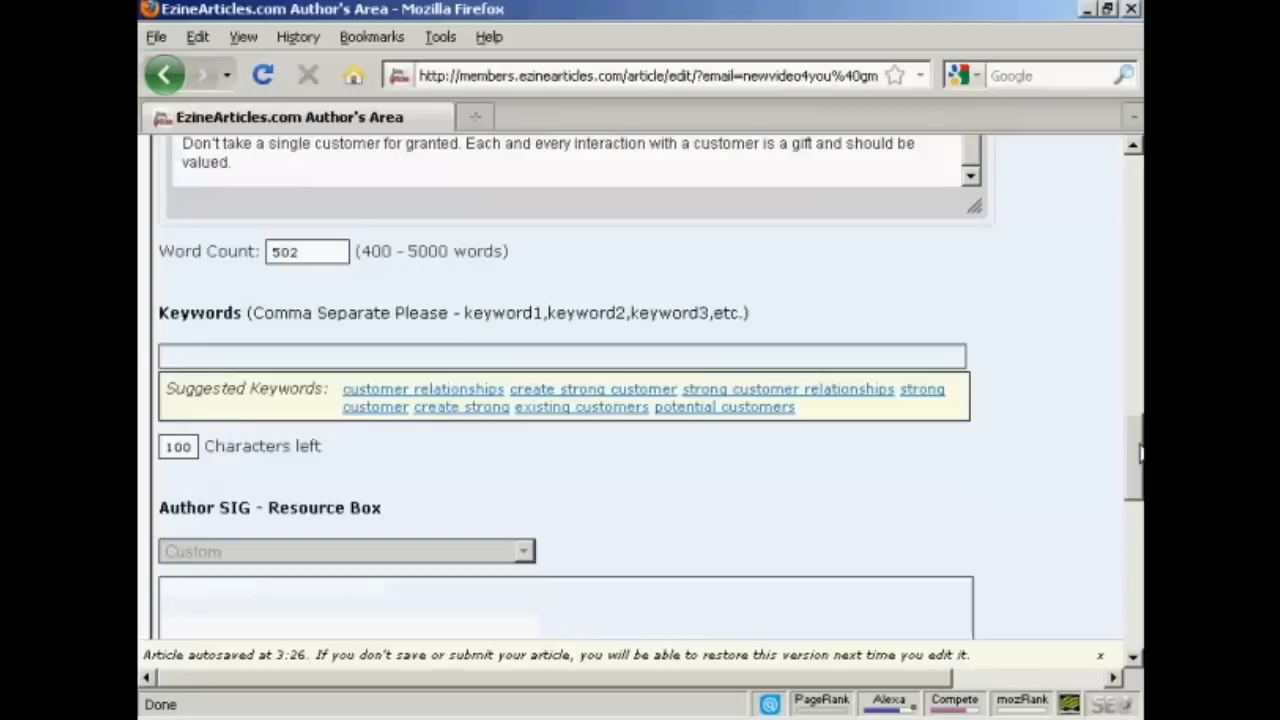 EzineArticles.com Author's Area - Mozilla Firefox
File Edit View History Bookmarks Tools Help
http://members.ezinearticles.com/article/edit/?email=newvideo4you%40gm
Google
EzineArticles.com Author's Area
Don't take a single customer for granted. Each and every interaction with a customer is a gift and should be
valued.
Word Count: 502 (400 - 5000 words)
Keywords (Comma Separate Please - keyword1,keyword2,keyword3,etc.)
Suggested Keywords: customer relationships create strong customer strong customer relationships strong
customer create strong existing customers potential customers
100 Characters left
Author SIG - Resource Box
Custom
Article autosaved at 3:26. If you don't save or submit your article, you will be able to restore this version next time you edit it. x
Done PageRank Alexa Compete mozRank SEO